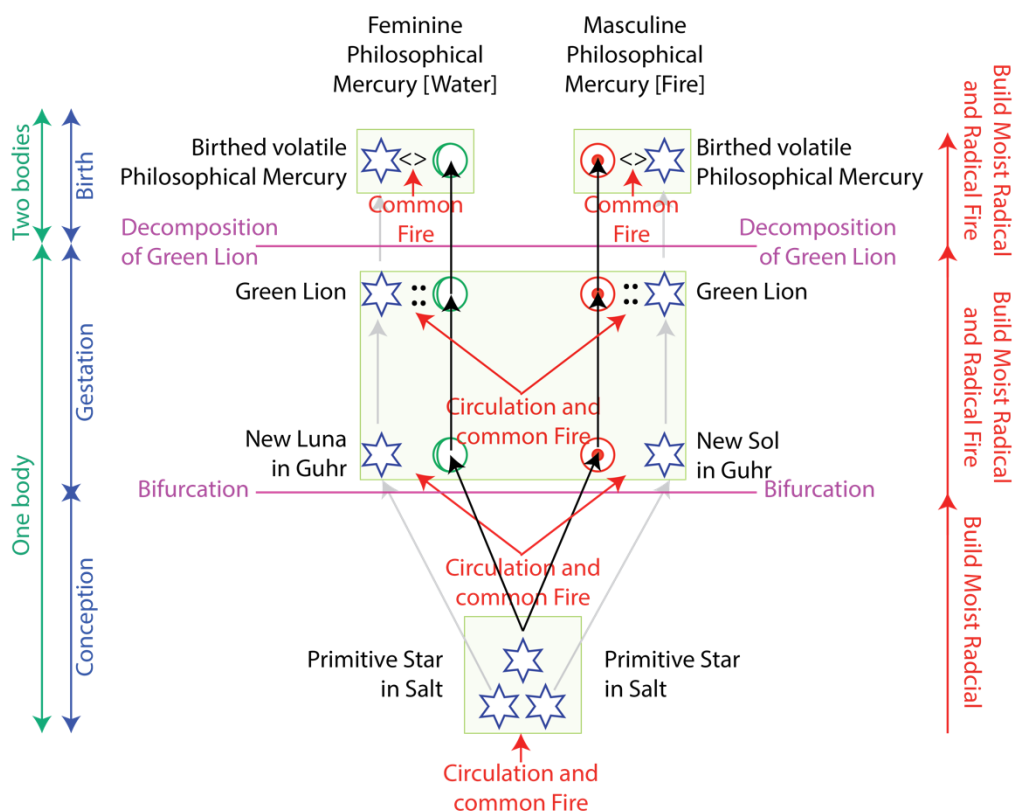 Feminine
Philosophical
Mercury [Water]
Masculine
Philosophical
Mercury [Fire]
Birthed volatile
Philosophical Mercury
<>
Common
Fire
<>
Common
Fire
Birthed volatile
Philosophical Mercury
Decomposition
of Green Lion
Decomposition
of Green Lion
Green Lion
::
::
Green Lion
Circulation and
common Fire
New Luna
in Guhr
New Sol
in Guhr
Bifurcation
Bifurcation
Circulation and
common Fire
Primitive Star
in Salt
Primitive Star
in Salt
Circulation and
common Fire
Two bodies
One body
Birth
Gestation
Conception
Build Moist Radical
and Radical Fire
Build Moist Radical
and Radical Fire
Build Moist Radcial